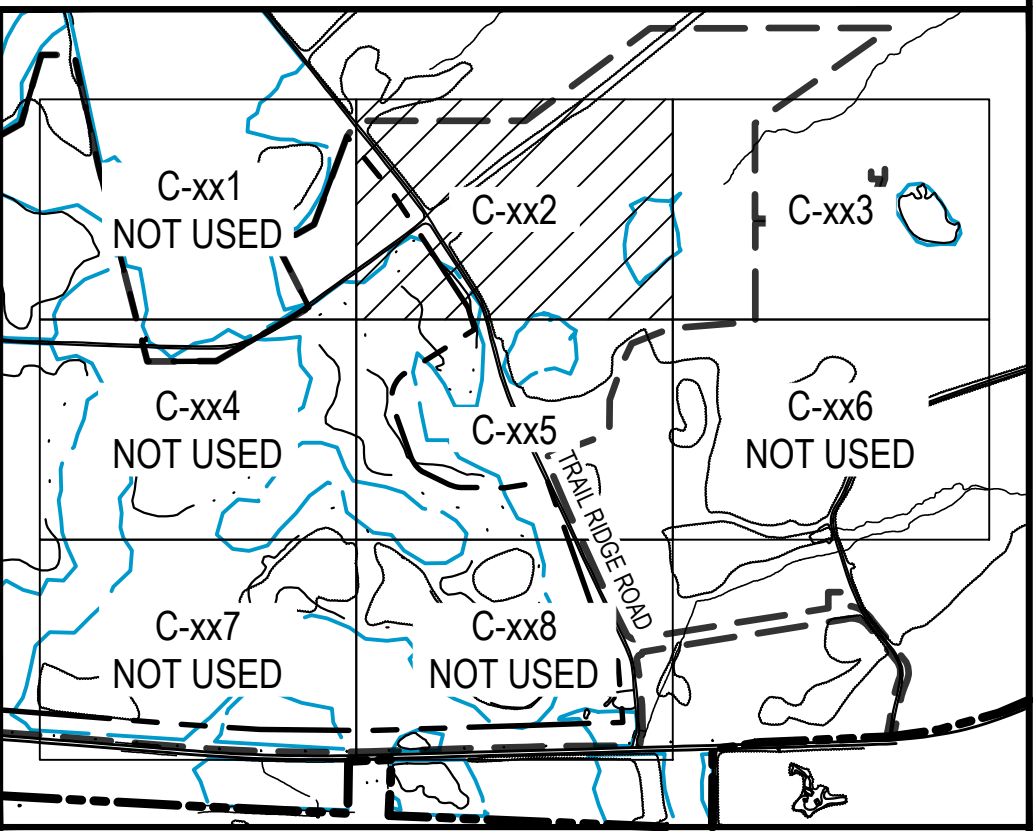 C-xx1
NOT USED
C-xx2
C-xx3
C-xx4
NOT USED
C-xx5
C-xx6
NOT USED
TRAIL RIDGE ROAD
C-xx7
NOT USED
C-xx8
NOT USED